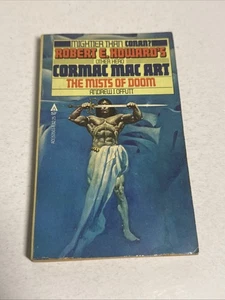 MIGHTIER THAN CONAN?
ROBERT E. HOWARD'S
OTHER HERO
CORMAC MAC ART
THE MISTS OF DOOM
ANDREW J. OFFUTT